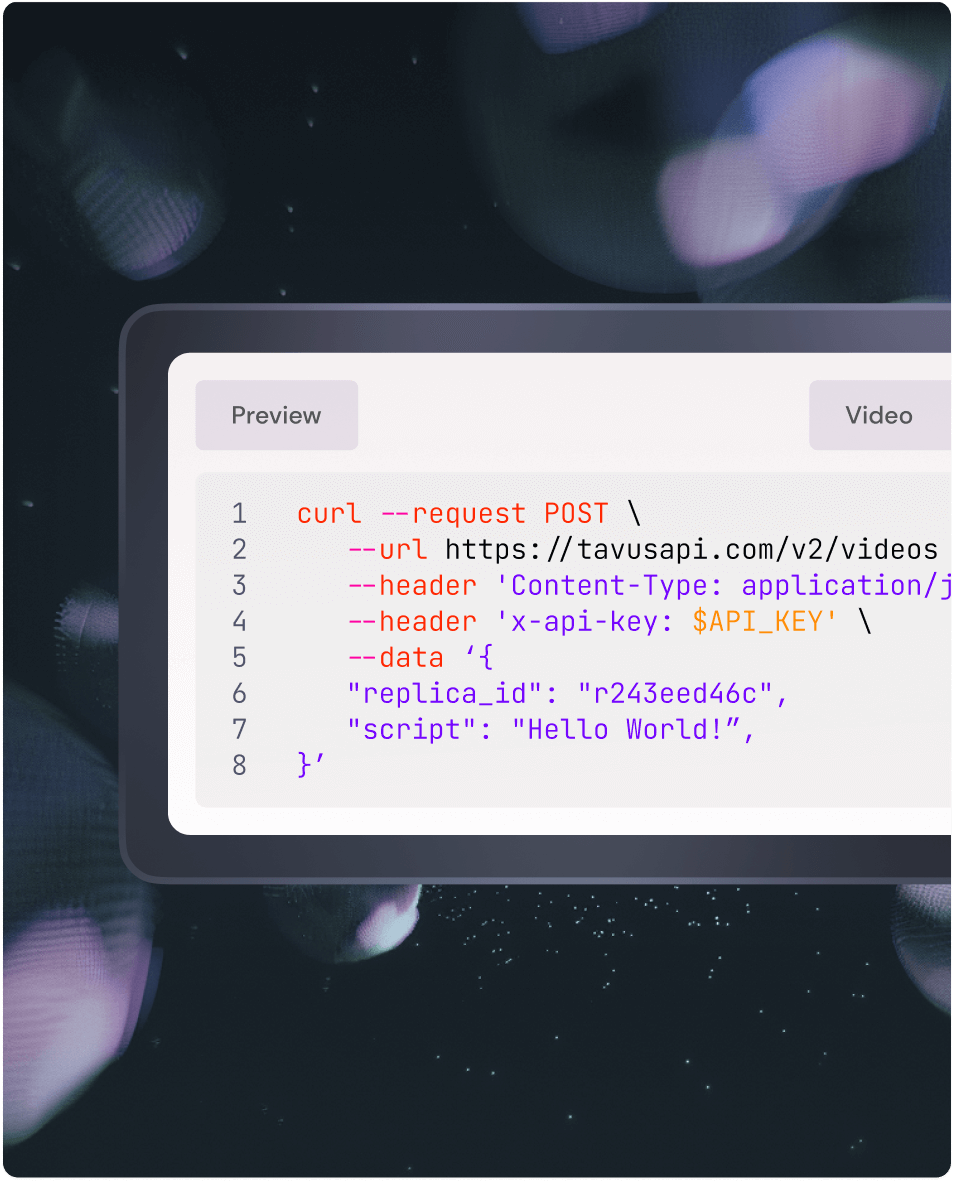 Preview
Video
1 curl --request POST \
2 --url https://tavusapi.com/v2/videos
3 --header 'Content-Type: application/j
4 --header 'x-api-key: $API_KEY' \
5 --data ‘{
6 "replica_id": "r243eed46c",
7 "script": "Hello World!”,
8 }’